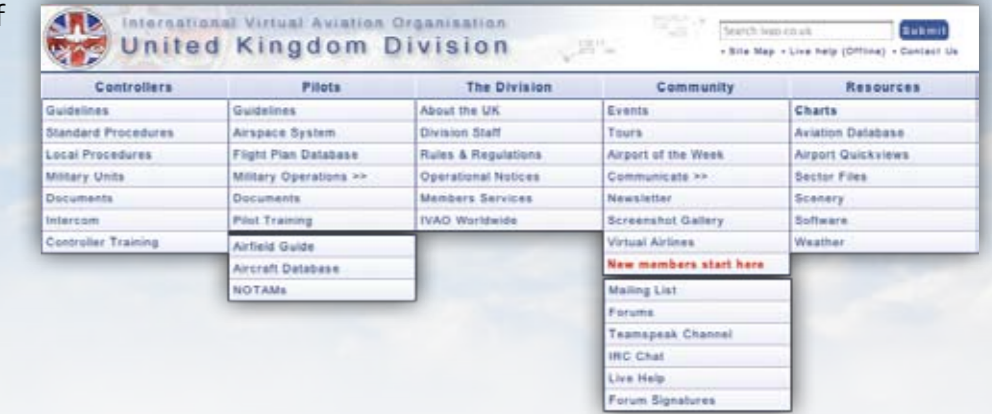 f
International Virtual Aviation Organisation
United Kingdom Division
Search ivao.co.uk
Submit
• Site Map • Live help (Offline) • Contact Us
Controllers
Guidelines
Standard Procedures
Local Procedures
Military Units
Documents
Intercom
Controller Training
Pilots
Guidelines
Airspace System
Flight Plan Database
Military Operations >>
Documents
Pilot Training
Airfield Guide
Aircraft Database
NOTAMs
The Division
About the UK
Division Staff
Rules & Regulations
Operational Notices
Members Services
IVAO Worldwide
Community
Events
Tours
Airport of the Week
Communicate >>
Newsletter
Screenshot Gallery
Virtual Airlines
New members start here
Mailing List
Forums
Teamspeak Channel
IRC Chat
Live Help
Forum Signatures
Resources
Charts
Aviation Database
Airport Quickviews
Sector Files
Scenery
Software
Weather